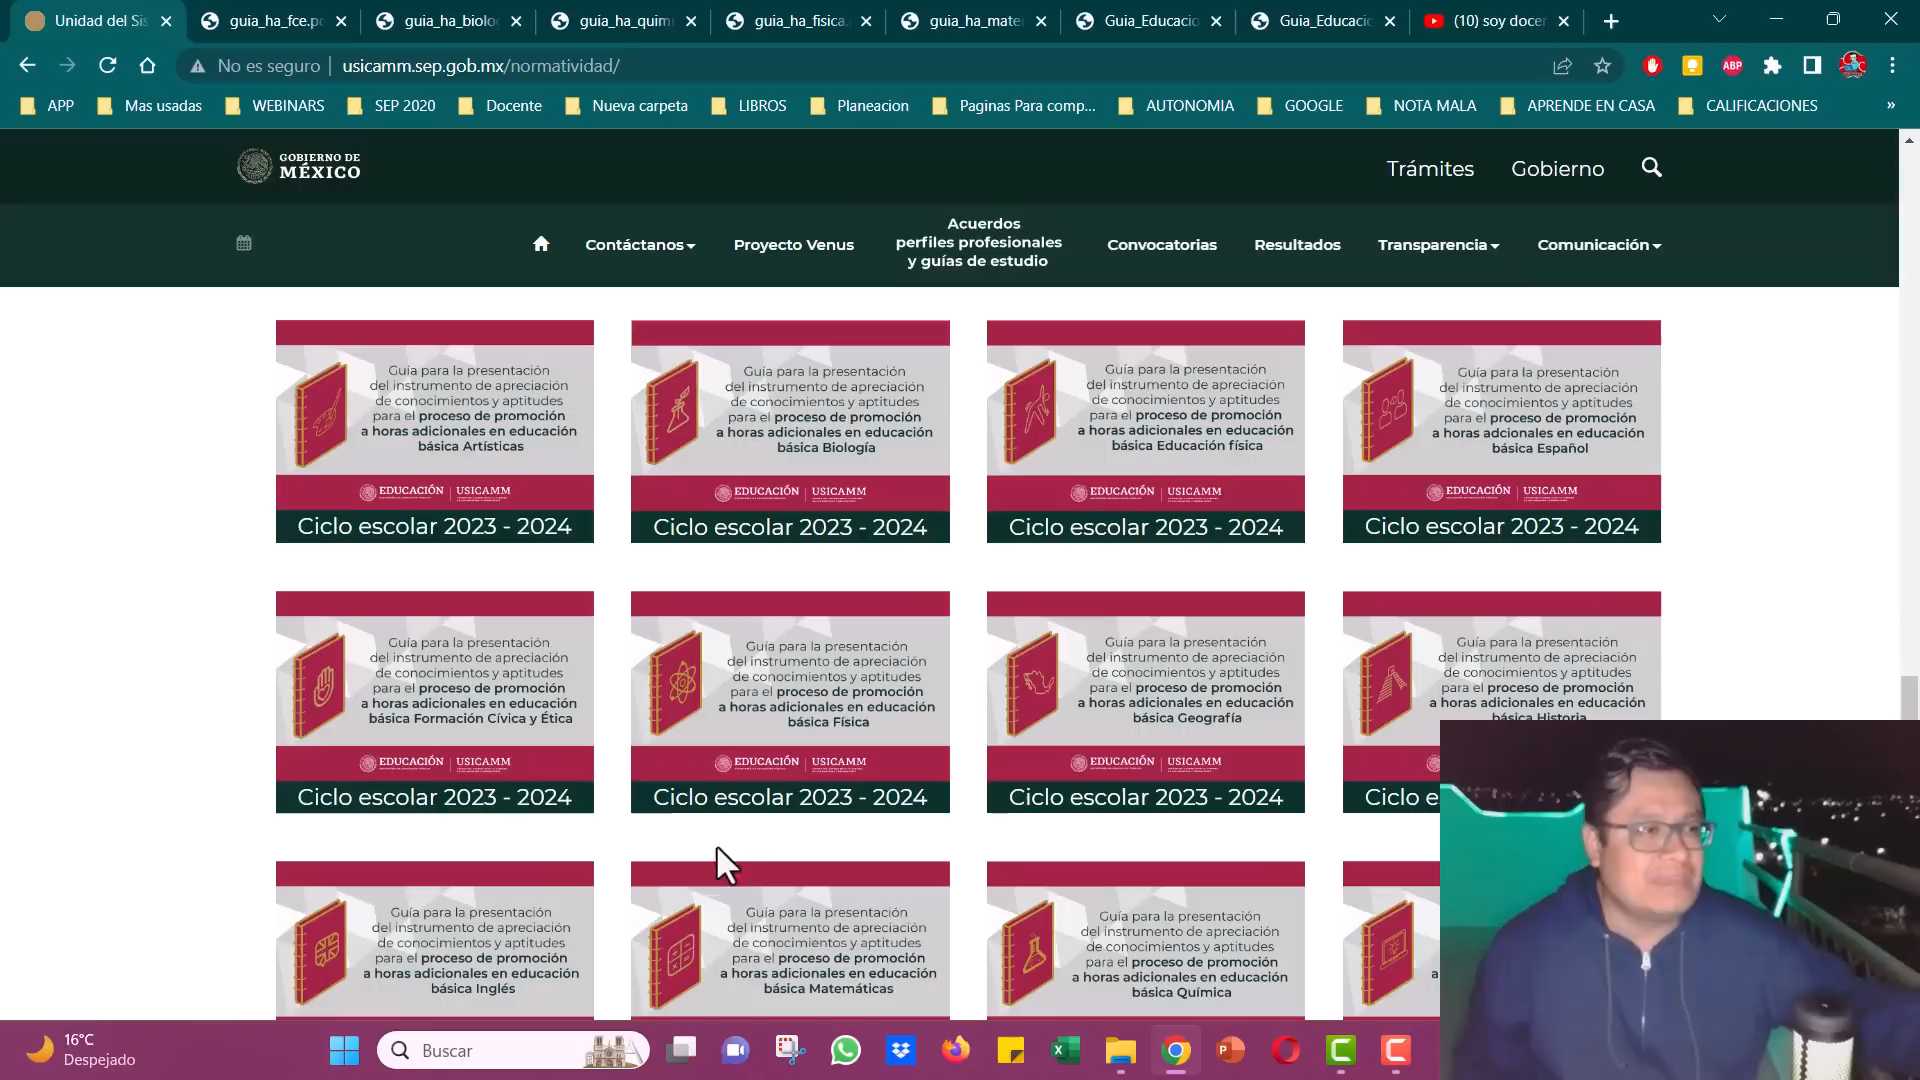 Unidad del Sis
guia_ha_fce.p
guia_ha_biolo
guia_ha_quim
guia_ha_fisica.
guia_ha_mate
Guia_Educacio
Guia_Educacio
(10) soy docer
No es seguro
usicamm.sep.gob.mx/normatividad/
ABP
APP
Mas usadas
WEBINARS
SEP 2020
Docente
Nueva carpeta
LIBROS
Planeacion
Paginas Para comp...
AUTONOMIA
GOOGLE
NOTA MALA
APRENDE EN CASA
CALIFICACIONES
»
GOBIERNO DE
MÉXICO
Trámites
Gobierno
Contáctanos
Proyecto Venus
Acuerdos
perfiles profesionales
y guías de estudio
Convocatorias
Resultados
Transparencia
Comunicación
Guía para la presentación
del instrumento de apreciación
de conocimientos y aptitudes
para el proceso de promoción
a horas adicionales en educación
básica Artísticas
EDUCACIÓN | USICAMM
Ciclo escolar 2023 - 2024
Guía para la presentación
del instrumento de apreciación
de conocimientos y aptitudes
para el proceso de promoción
a horas adicionales en educación
básica Biología
EDUCACIÓN | USICAMM
Ciclo escolar 2023 - 2024
Guía para la presentación
del instrumento de apreciación
de conocimientos y aptitudes
para el proceso de promoción
a horas adicionales en educación
básica Educación física
EDUCACIÓN | USICAMM
Ciclo escolar 2023 - 2024
Guía para la presentación
del instrumento de apreciación
de conocimientos y aptitudes
para el proceso de promoción
a horas adicionales en educación
básica Español
EDUCACIÓN | USICAMM
Ciclo escolar 2023 - 2024
Guía para la presentación
del instrumento de apreciación
de conocimientos y aptitudes
para el proceso de promoción
a horas adicionales en educación
básica Formación Cívica y Ética
EDUCACIÓN | USICAMM
Ciclo escolar 2023 - 2024
Guía para la presentación
del instrumento de apreciación
de conocimientos y aptitudes
para el proceso de promoción
a horas adicionales en educación
básica Física
EDUCACIÓN | USICAMM
Ciclo escolar 2023 - 2024
Guía para la presentación
del instrumento de apreciación
de conocimientos y aptitudes
para el proceso de promoción
a horas adicionales en educación
básica Geografía
EDUCACIÓN | USICAMM
Ciclo escolar 2023 - 2024
Guía para la presentación
del instrumento de apreciación
de conocimientos y aptitudes
para el proceso de promoción
a horas adicionales en educación
básica Historia
Ciclo e
Guía para la presentación
del instrumento de apreciación
de conocimientos y aptitudes
para el proceso de promoción
a horas adicionales en educación
básica Inglés
Guía para la presentación
del instrumento de apreciación
de conocimientos y aptitudes
para el proceso de promoción
a horas adicionales en educación
básica Matemáticas
Guía para la presentación
del instrumento de apreciación
de conocimientos y aptitudes
para el proceso de promoción
a horas adicionales en educación
básica Química
a
16°C
Despejado
Buscar